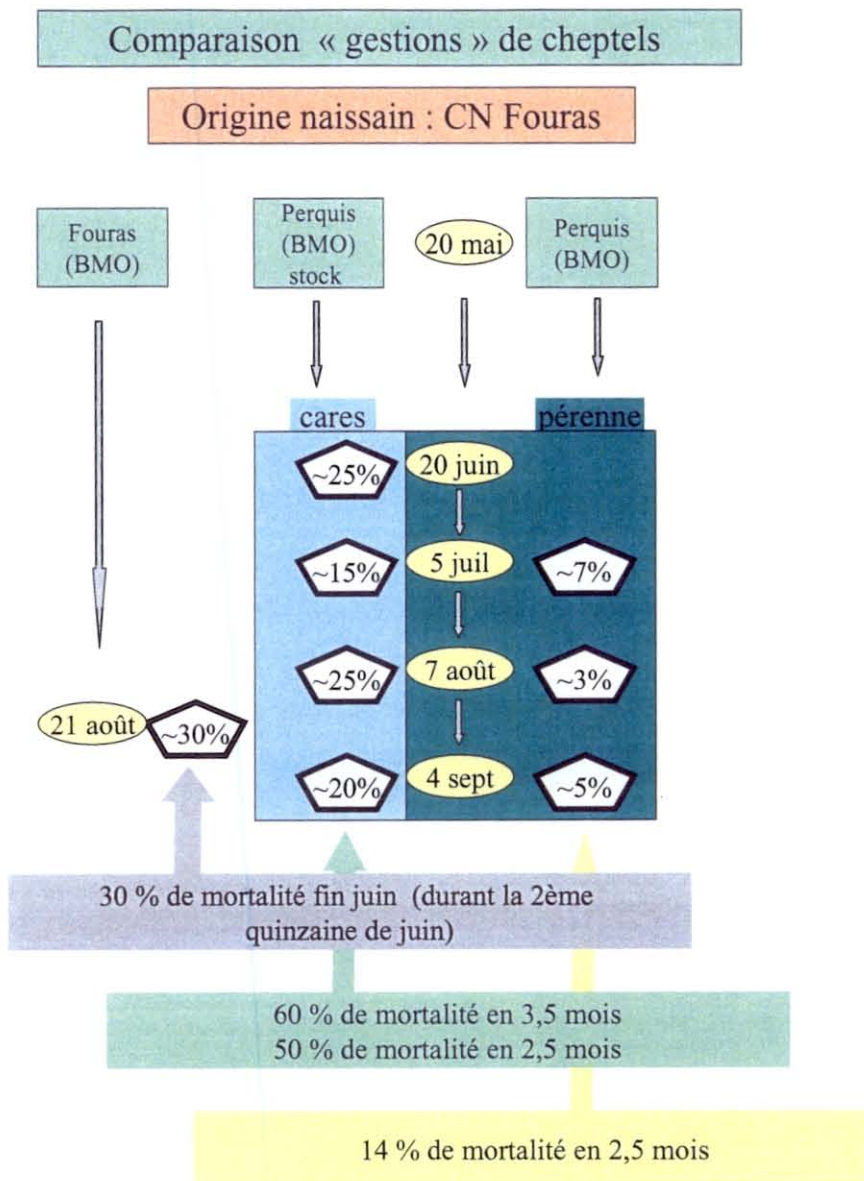 Comparaison « gestions » de cheptels
Origine naissain : CN Fouras
Fouras
(BMO)
Perquis
(BMO)
stock
20 mai
Perquis
(BMO)
cares
pérenne
~25%
20 juin
~15%
5 juil
~7%
~25%
7 août
~3%
21 août
~30%
~20%
4 sept
~5%
30 % de mortalité fin juin (durant la 2ème
quinzaine de juin)
60 % de mortalité en 3,5 mois
50 % de mortalité en 2,5 mois
14 % de mortalité en 2,5 mois